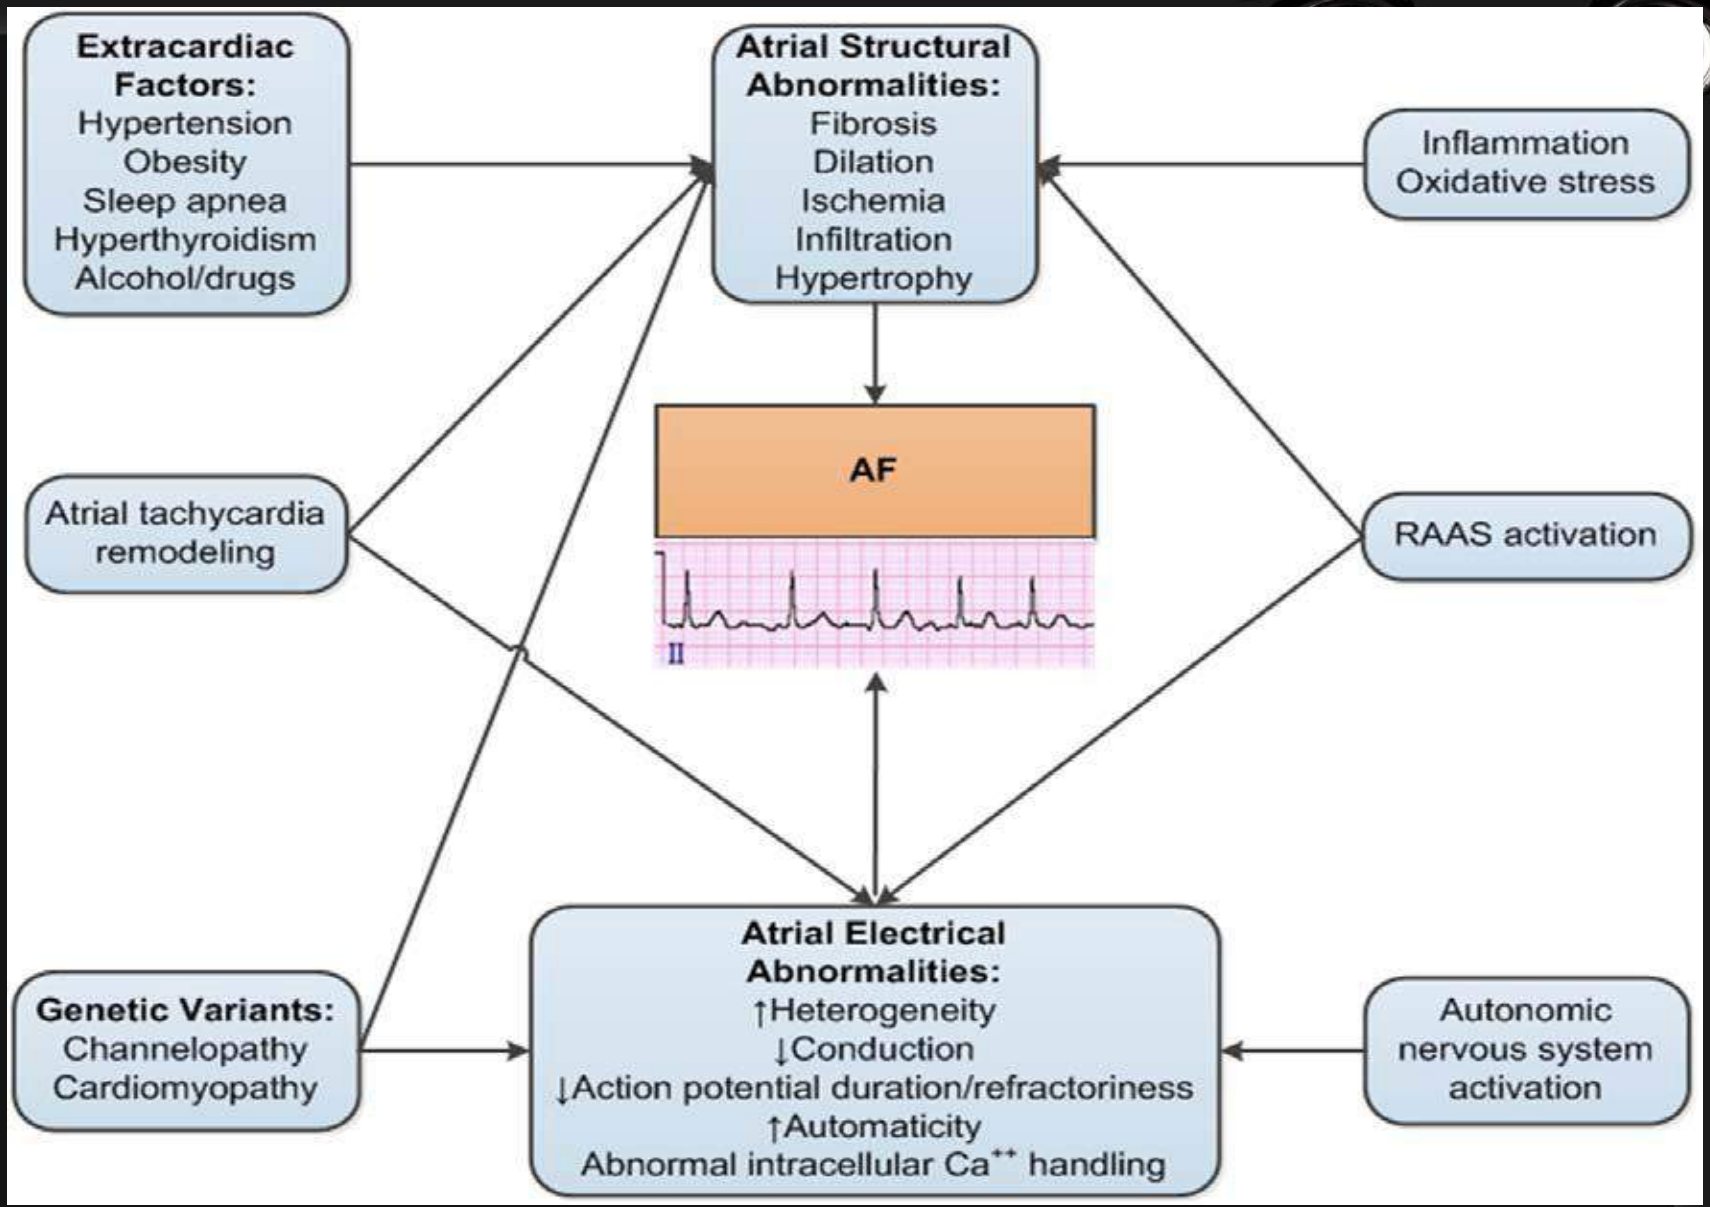 Extracardiac
Factors:
Hypertension
Obesity
Sleep apnea
Hyperthyroidism
Alcohol/drugs
Atrial Structural
Abnormalities:
Fibrosis
Dilation
Ischemia
Infiltration
Hypertrophy
Inflammation
Oxidative stress
Atrial tachycardia
remodeling
AF
II
RAAS activation
Genetic Variants:
Channelopathy
Cardiomyopathy
Atrial Electrical
Abnormalities:
↑Heterogeneity
↓Conduction
↓Action potential duration/refractoriness
↑Automaticity
Abnormal intracellular Ca⁺⁺ handling
Autonomic
nervous system
activation